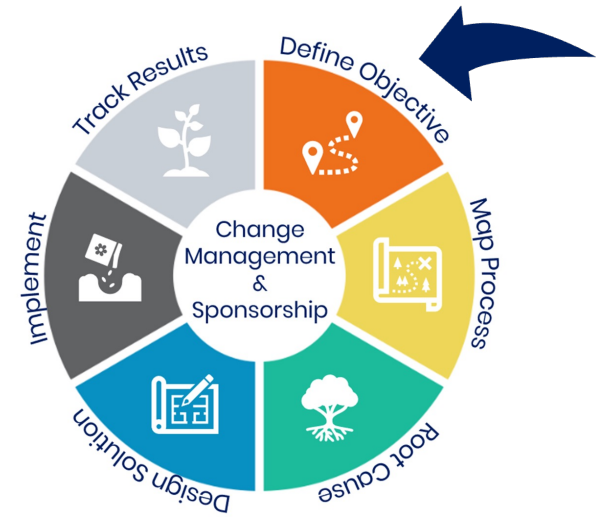 Define Objective
Map Process
Root Cause
Design Solution
Implement
Track Results
Change
Management
&
Sponsorship